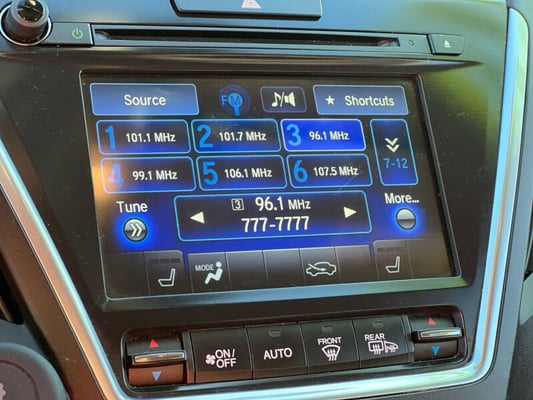 Source
FM
★ Shortcuts
1 101.1 MHz
2 101.7 MHz
3 96.1 MHz
4 99.1 MHz
5 106.1 MHz
6 107.5 MHz
7-12
Tune
3 96.1 MHz
777-7777
More...
MODE
ON/
OFF
AUTO
FRONT
REAR